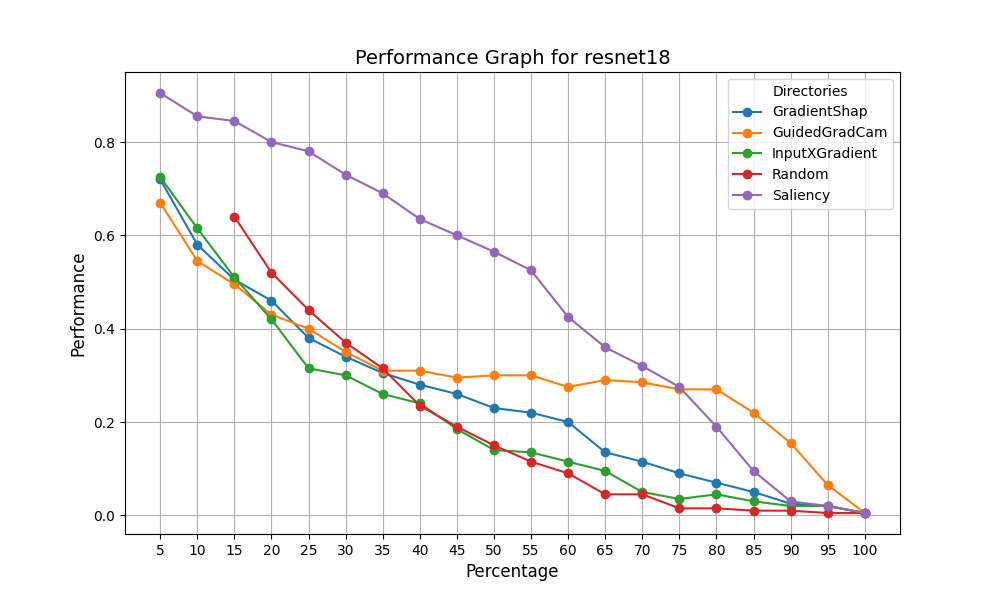 Performance Graph for resnet18
Directories
GradientShap
GuidedGradCam
InputXGradient
Random
Saliency
Performance
0.8
0.6
0.4
0.2
0.0
5 10 15 20 25 30 35 40 45 50 55 60 65 70 75 80 85 90 95 100
Percentage